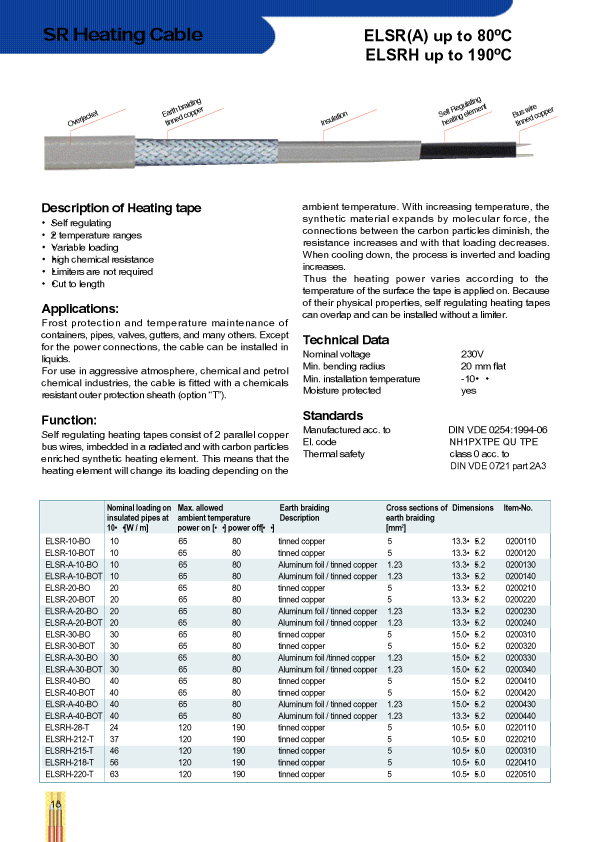 SR Heating Cable
ELSR(A) up to 80ºC
ELSRH up to 190ºC
Overjacket
Earth braiding
tinned copper
Insulation
Self Regulating
heating element
Bus wire
tinned copper
Description of Heating tape
• Self regulating
• 2 temperature ranges
• Variable loading
• high chemical resistance
• Limiters are not required
• Cut to length
Applications:
Frost protection and temperature maintenance of
containers, pipes, valves, gutters, and many others. Except
for the power connections, the cable can be installed in
liquids.
For use in aggressive atmosphere, chemical and petrol
chemical industries, the cable is fitted with a chemicals
resistant outer protection sheath (option “T”).
Function:
Self regulating heating tapes consist of 2 parallel copper
bus wires, imbedded in a radiated and with carbon particles
enriched synthetic heating element. This means that the
heating element will change its loading depending on the
ambient temperature. With increasing temperature, the
synthetic material expands by molecular force, the
connections between the carbon particles diminish, the
resistance increases and with that loading decreases.
When cooling down, the process is inverted and loading
increases.
Thus the heating power varies according to the
temperature of the surface the tape is applied on. Because
of their physical properties, self regulating heating tapes
can overlap and can be installed without a limiter.
Technical Data
Nominal voltage 230V
Min. bending radius 20 mm flat
Min. installation temperature -10• •
Moisture protected yes
Standards
Manufactured acc. to DIN VDE 0254:1994-06
El. code NH1PXTPE QU TPE
Thermal safety class 0 acc. to
DIN VDE 0721 part 2A3
Nominal loading on Max. allowed Earth braiding Cross sections of Dimensions Item-No.
insulated pipes at ambient temperature Description earth braiding
10• •[W / m] power on [• •] power off[• •] [mm²]
ELSR-10-BO 10 65 80 tinned copper 5 13.3• 5.2 0200110
ELSR-10-BOT 10 65 80 tinned copper 5 13.3• 5.2 0200120
ELSR-A-10-BO 10 65 80 Aluminum foil / tinned copper 1.23 13.3• 5.2 0200130
ELSR-A-10-BOT 10 65 80 Aluminum foil / tinned copper 1.23 13.3• 5.2 0200140
ELSR-20-BO 20 65 80 tinned copper 5 13.3• 5.2 0200210
ELSR-20-BOT 20 65 80 tinned copper 5 13.3• 5.2 0200220
ELSR-A-20-BO 20 65 80 Aluminum foil / tinned copper 1.23 13.3• 5.2 0200230
ELSR-A-20-BOT 20 65 80 Aluminum foil / tinned copper 1.23 13.3• 5.2 0200240
ELSR-30-BO 30 65 80 tinned copper 5 15.0• 5.2 0200310
ELSR-30-BOT 30 65 80 tinned copper 5 15.0• 5.2 0200320
ELSR-A-30-BO 30 65 80 Aluminum foil /tinned copper 1.23 15.0• 5.2 0200330
ELSR-A-30-BOT 30 65 80 Aluminum foil / tinned copper 1.23 15.0• 5.2 0200340
ELSR-40-BO 40 65 80 tinned copper 5 15.0• 5.2 0200410
ELSR-40-BOT 40 65 80 tinned copper 5 15.0• 5.2 0200420
ELSR-A-40-BO 40 65 80 Aluminum foil / tinned copper 1.23 15.0• 5.2 0200430
ELSR-A-40-BOT 40 65 80 Aluminum foil / tinned copper 1.23 13.3• 5.2 0200440
ELSRH-28-T 24 120 190 tinned copper 5 10.5• 5.0 0220110
ELSRH-212-T 37 120 190 tinned copper 5 10.5• 5.0 0220210
ELSRH-215-T 46 120 190 tinned copper 5 10.5• 5.0 0200310
ELSRH-218-T 56 120 190 tinned copper 5 10.5• 5.0 0220410
ELSRH-220-T 63 120 190 tinned copper 5 10.5• 5.0 0220510
18